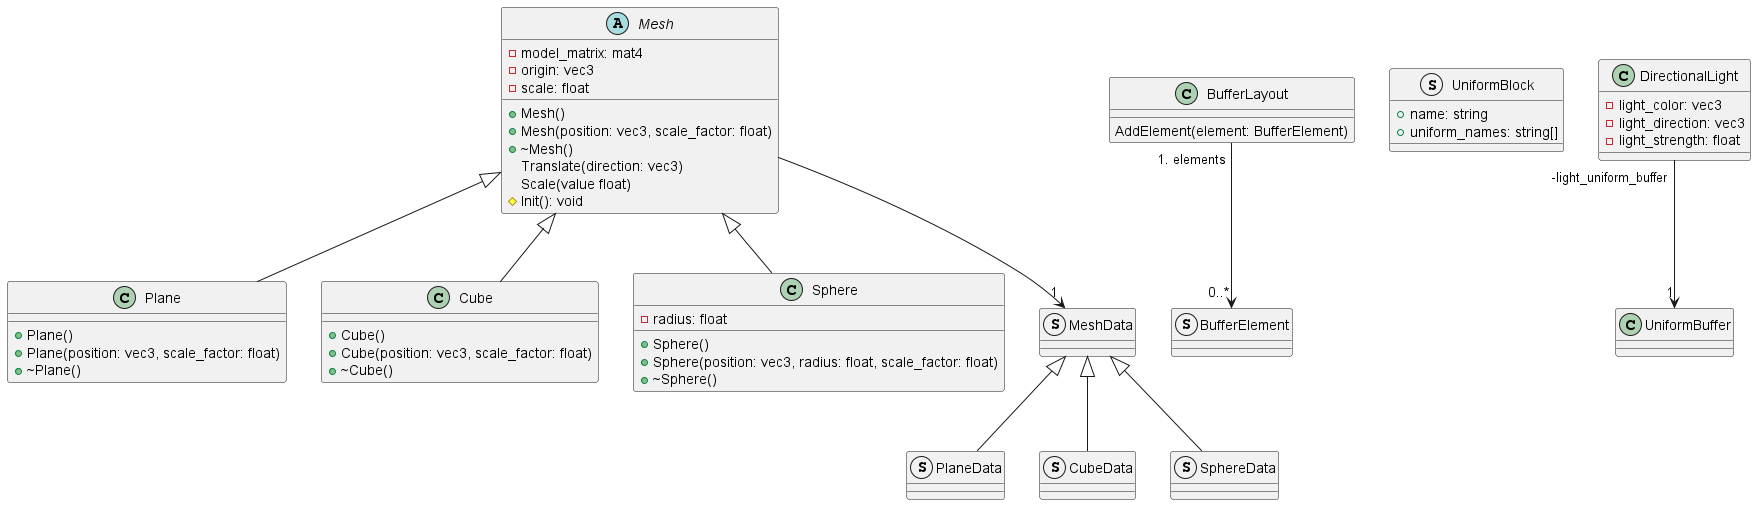 A Mesh
model_matrix: mat4
origin: vec3
scale: float
Mesh()
Mesh(position: vec3, scale_factor: float)
~Mesh()
Translate(direction: vec3)
Scale(value float)
Init(): void
C BufferLayout
AddElement(element: BufferElement)
S UniformBlock
name: string
uniform_names: string[]
C DirectionalLight
light_color: vec3
light_direction: vec3
light_strength: float
1. elements
-light_uniform_buffer
C Plane
Plane()
Plane(position: vec3, scale_factor: float)
~Plane()
C Cube
Cube()
Cube(position: vec3, scale_factor: float)
~Cube()
C Sphere
radius: float
Sphere()
Sphere(position: vec3, radius: float, scale_factor: float)
~Sphere()
1
S MeshData
0..*
S BufferElement
1
C UniformBuffer
S PlaneData
S CubeData
S SphereData